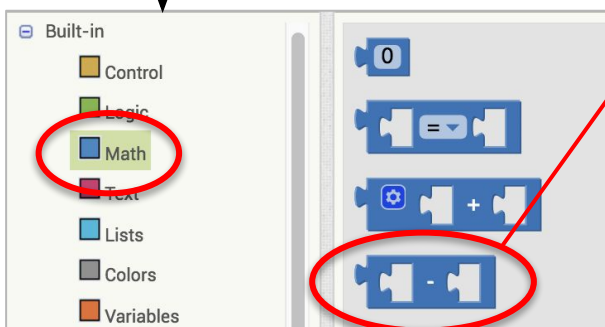 Built-in
Control
Logic
Math
Text
Lists
Colors
Variables
0
=
+
-